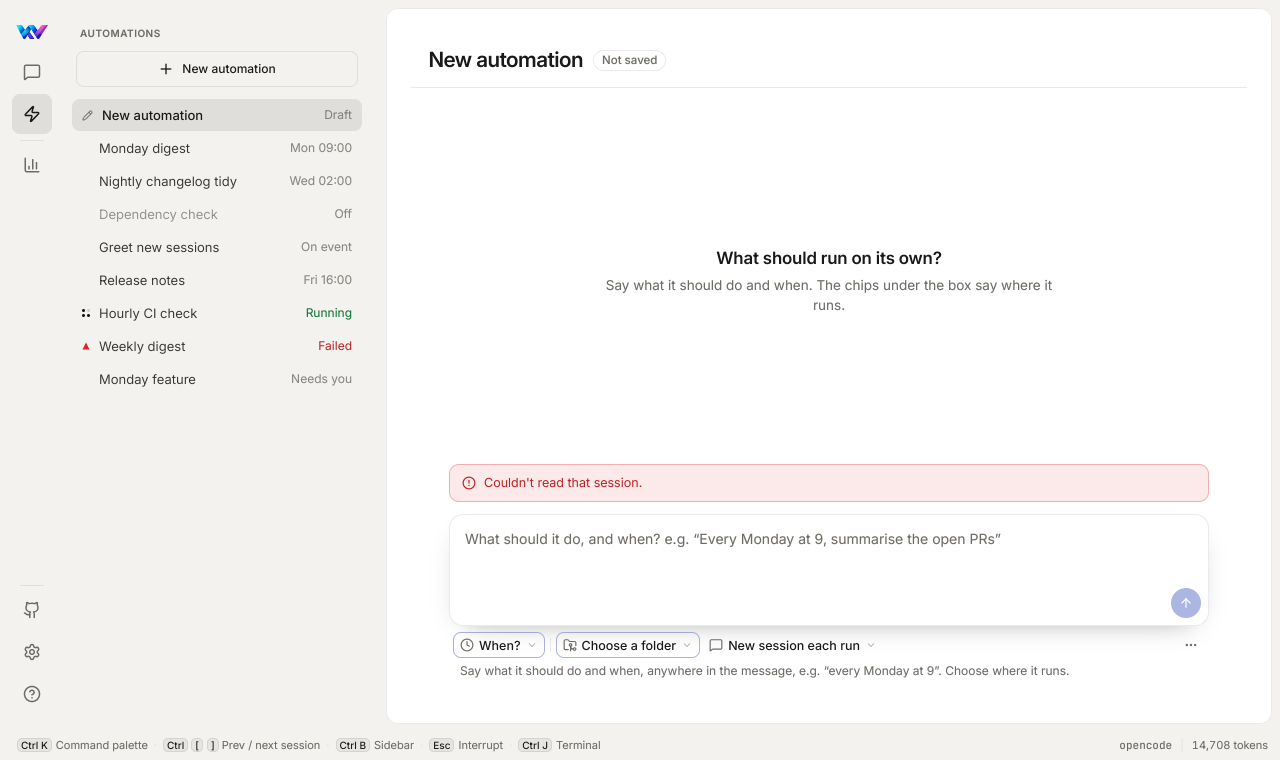 AUTOMATIONS
New automation
New automation Draft
Monday digest Mon 09:00
Nightly changelog tidy Wed 02:00
Dependency check Off
Greet new sessions On event
Release notes Fri 16:00
Hourly CI check Running
Weekly digest Failed
Monday feature Needs you
New automation Not saved
What should run on its own?
Say what it should do and when. The chips under the box say where it
runs.
Couldn't read that session.
What should it do, and when? e.g. “Every Monday at 9, summarise the open PRs”
When? Choose a folder New session each run
Say what it should do and when, anywhere in the message, e.g. “every Monday at 9”. Choose where it runs.
Ctrl K Command palette Ctrl [ ] Prev / next session Ctrl B Sidebar Esc Interrupt Ctrl J Terminal opencode 14,708 tokens